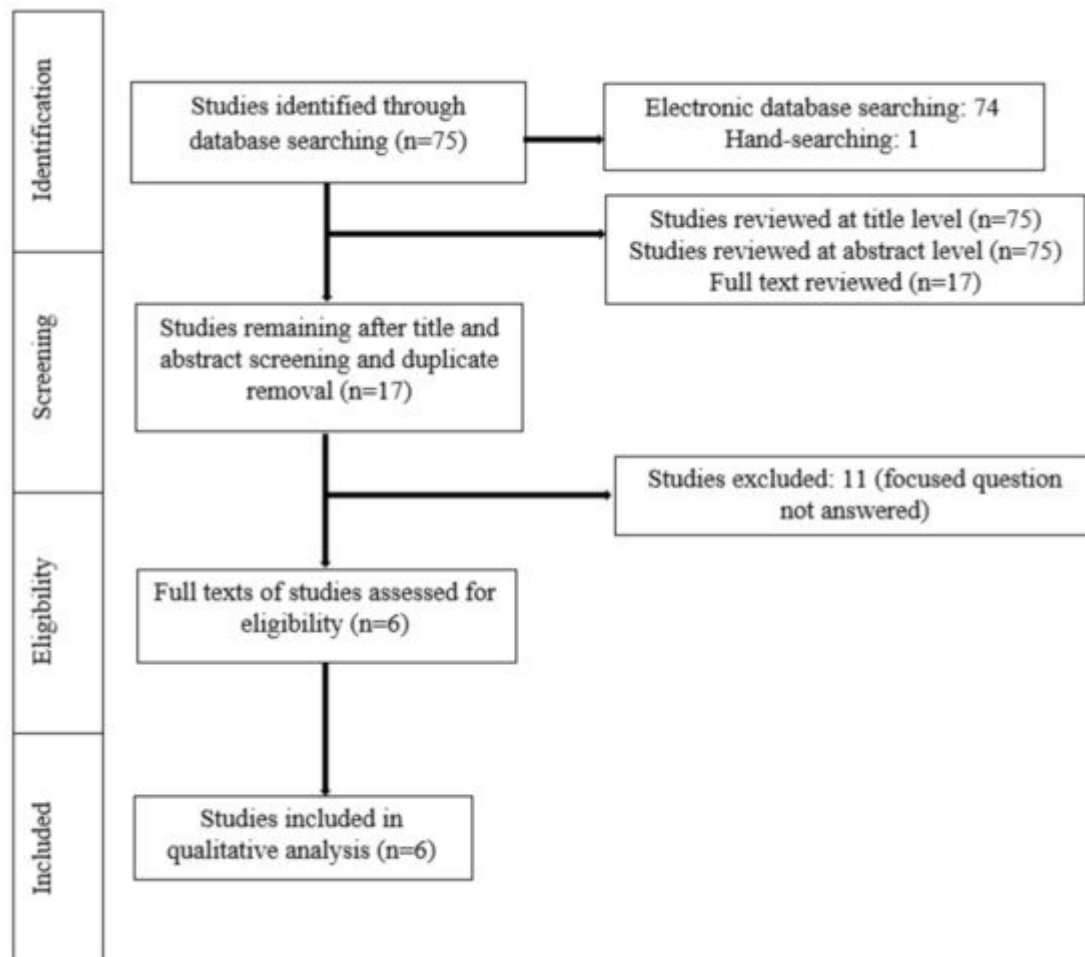 Identification
Studies identified through
database searching (n=75)
Electronic database searching: 74
Hand-searching: 1
Studies reviewed at title level (n=75)
Studies reviewed at abstract level (n=75)
Full text reviewed (n=17)
Screening
Studies remaining after title and
abstract screening and duplicate
removal (n=17)
Studies excluded: 11 (focused question
not answered)
Eligibility
Full texts of studies assessed for
eligibility (n=6)
Included
Studies included in
qualitative analysis (n=6)